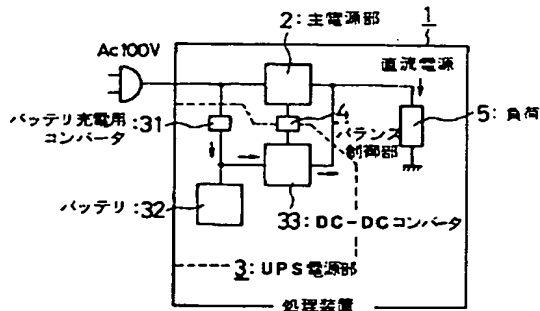 1
2:主電源部
Ac100V
直流電源
バッテリ充電用
コンバータ:31
4
バランス
制御部
5:負荷
バッテリ:32
33:DC-DCコンバータ
3:UPS電源部
処理装置